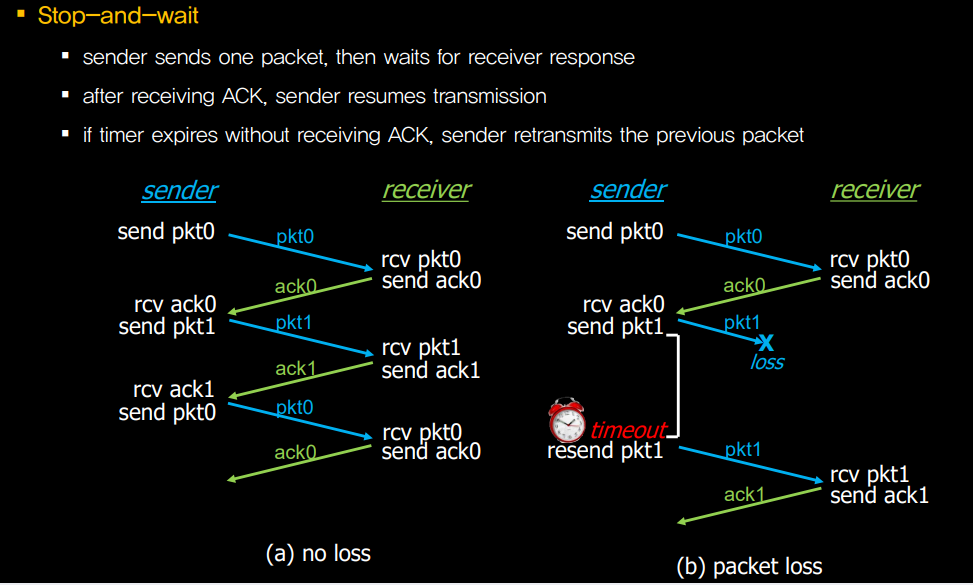 Stop-and-wait
sender sends one packet, then waits for receiver response
after receiving ACK, sender resumes transmission
if timer expires without receiving ACK, sender retransmits the previous packet
sender
receiver
send pkt0
pkt0
rcv pkt0
send ack0
ack0
rcv ack0
send pkt1
pkt1
rcv pkt1
send ack1
ack1
rcv ack1
send pkt0
pkt0
rcv pkt0
send ack0
ack0
(a) no loss
sender
receiver
send pkt0
pkt0
rcv pkt0
send ack0
ack0
rcv ack0
send pkt1
pkt1
X
loss
timeout
resend pkt1
pkt1
rcv pkt1
send ack1
ack1
(b) packet loss